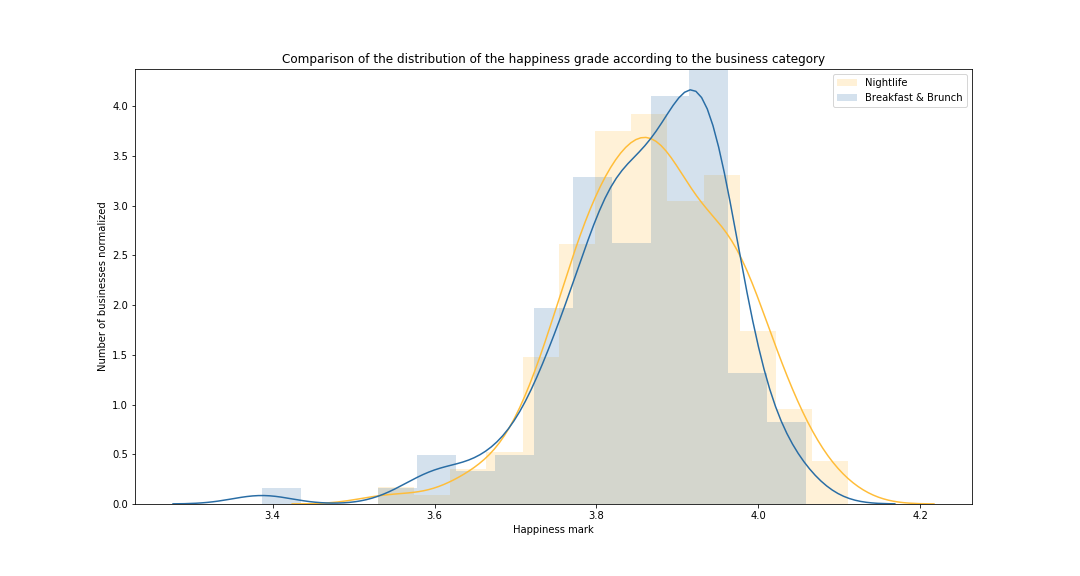 Comparison of the distribution of the happiness grade according to the business category
Nightlife
Breakfast & Brunch
Number of businesses normalized
4.0
3.5
3.0
2.5
2.0
1.5
1.0
0.5
0.0
3.4 3.6 3.8 4.0 4.2
Happiness mark